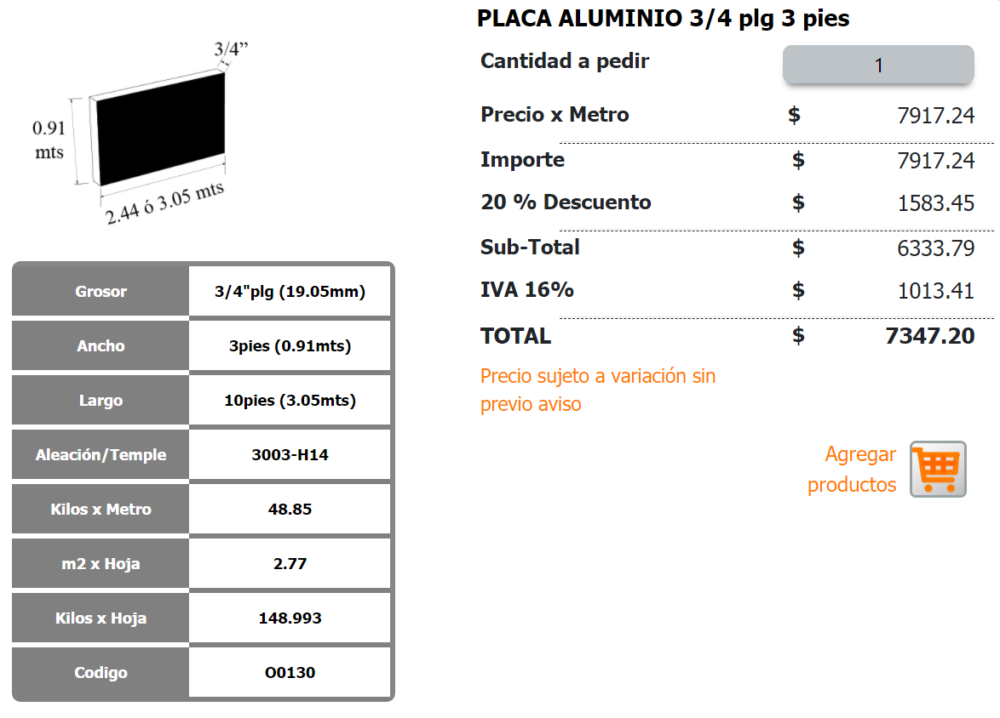 3/4”
0.91
mts
2.44 ó 3.05 mts
Grosor 3/4"plg (19.05mm)
Ancho 3pies (0.91mts)
Largo 10pies (3.05mts)
Aleación/Temple 3003-H14
Kilos x Metro 48.85
m2 x Hoja 2.77
Kilos x Hoja 148.993
Codigo O0130
PLACA ALUMINIO 3/4 plg 3 pies
Cantidad a pedir 1
Precio x Metro $ 7917.24
Importe $ 7917.24
20 % Descuento $ 1583.45
Sub-Total $ 6333.79
IVA 16% $ 1013.41
TOTAL $ 7347.20
Precio sujeto a variación sin
previo aviso
Agregar
productos